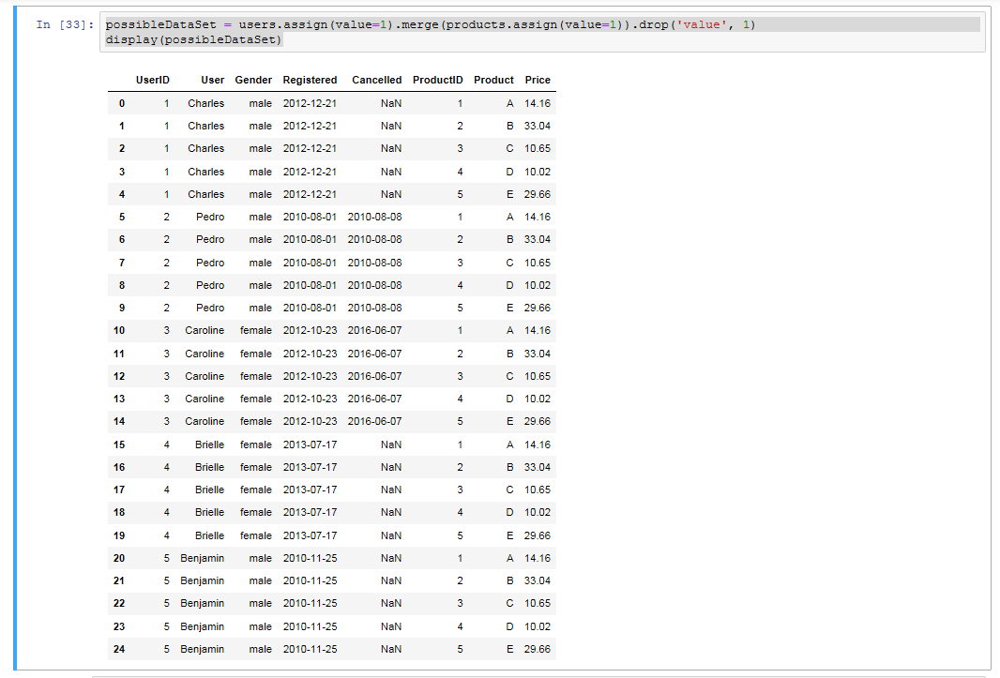 In [33]: possibleDataSet = users.assign(value=1).merge(products.assign(value=1)).drop('value', 1)
display(possibleDataSet)
UserID User Gender Registered Cancelled ProductID Product Price
0 1 Charles male 2012-12-21 NaN 1 A 14.16
1 1 Charles male 2012-12-21 NaN 2 B 33.04
2 1 Charles male 2012-12-21 NaN 3 C 10.65
3 1 Charles male 2012-12-21 NaN 4 D 10.02
4 1 Charles male 2012-12-21 NaN 5 E 29.66
5 2 Pedro male 2010-08-01 2010-08-08 1 A 14.16
6 2 Pedro male 2010-08-01 2010-08-08 2 B 33.04
7 2 Pedro male 2010-08-01 2010-08-08 3 C 10.65
8 2 Pedro male 2010-08-01 2010-08-08 4 D 10.02
9 2 Pedro male 2010-08-01 2010-08-08 5 E 29.66
10 3 Caroline female 2012-10-23 2016-06-07 1 A 14.16
11 3 Caroline female 2012-10-23 2016-06-07 2 B 33.04
12 3 Caroline female 2012-10-23 2016-06-07 3 C 10.65
13 3 Caroline female 2012-10-23 2016-06-07 4 D 10.02
14 3 Caroline female 2012-10-23 2016-06-07 5 E 29.66
15 4 Brielle female 2013-07-17 NaN 1 A 14.16
16 4 Brielle female 2013-07-17 NaN 2 B 33.04
17 4 Brielle female 2013-07-17 NaN 3 C 10.65
18 4 Brielle female 2013-07-17 NaN 4 D 10.02
19 4 Brielle female 2013-07-17 NaN 5 E 29.66
20 5 Benjamin male 2010-11-25 NaN 1 A 14.16
21 5 Benjamin male 2010-11-25 NaN 2 B 33.04
22 5 Benjamin male 2010-11-25 NaN 3 C 10.65
23 5 Benjamin male 2010-11-25 NaN 4 D 10.02
24 5 Benjamin male 2010-11-25 NaN 5 E 29.66